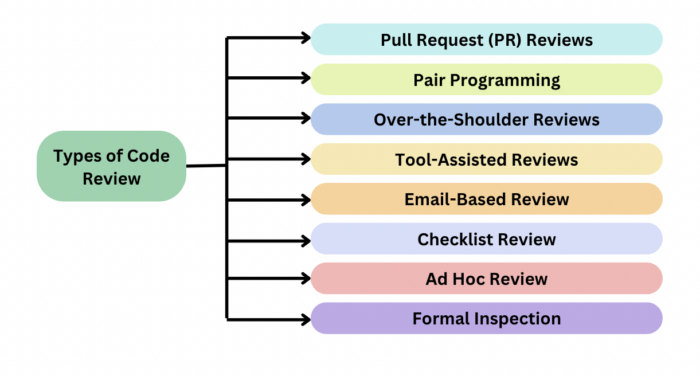 Types of Code
Review
Pull Request (PR) Reviews
Pair Programming
Over-the-Shoulder Reviews
Tool-Assisted Reviews
Email-Based Review
Checklist Review
Ad Hoc Review
Formal Inspection